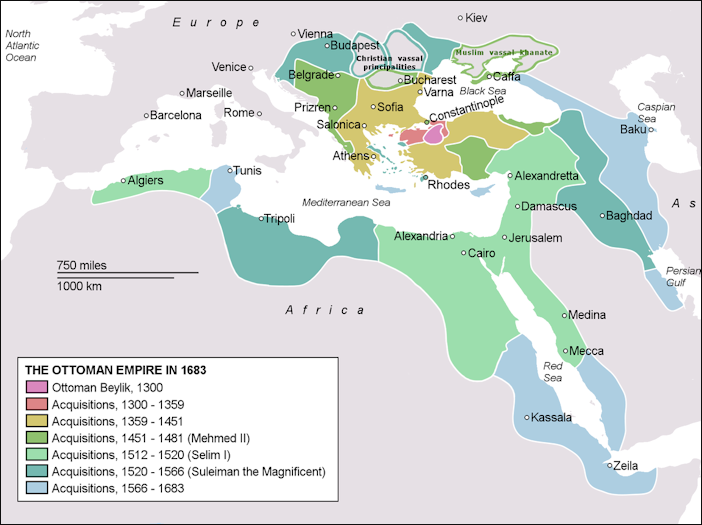 E u r o p e
Kiev
North
Atlantic
Ocean
Vienna
Budapest
Christian vassal
principalities
Muslim vassal khanate
Venice
Belgrade
Bucharest
Caffa
Marseille
Varna
Black Sea
Barcelona
Rome
Prizren
Sofia
Constantinople
Caspian
Sea
Salonica
Baku
Athens
Algiers
Tunis
Rhodes
Alexandretta
Mediterranean Sea
Damascus
A s
Tripoli
Baghdad
Alexandria
Jerusalem
Cairo
750 miles
1000 km
Persian
Gulf
A f r i c a
Medina
Mecca
Red
Sea
Kassala
Zeila
THE OTTOMAN EMPIRE IN 1683
Ottoman Beylik, 1300
Acquisitions, 1300 - 1359
Acquisitions, 1359 - 1451
Acquisitions, 1451 - 1481 (Mehmed II)
Acquisitions, 1512 - 1520 (Selim I)
Acquisitions, 1520 - 1566 (Suleiman the Magnificent)
Acquisitions, 1566 - 1683